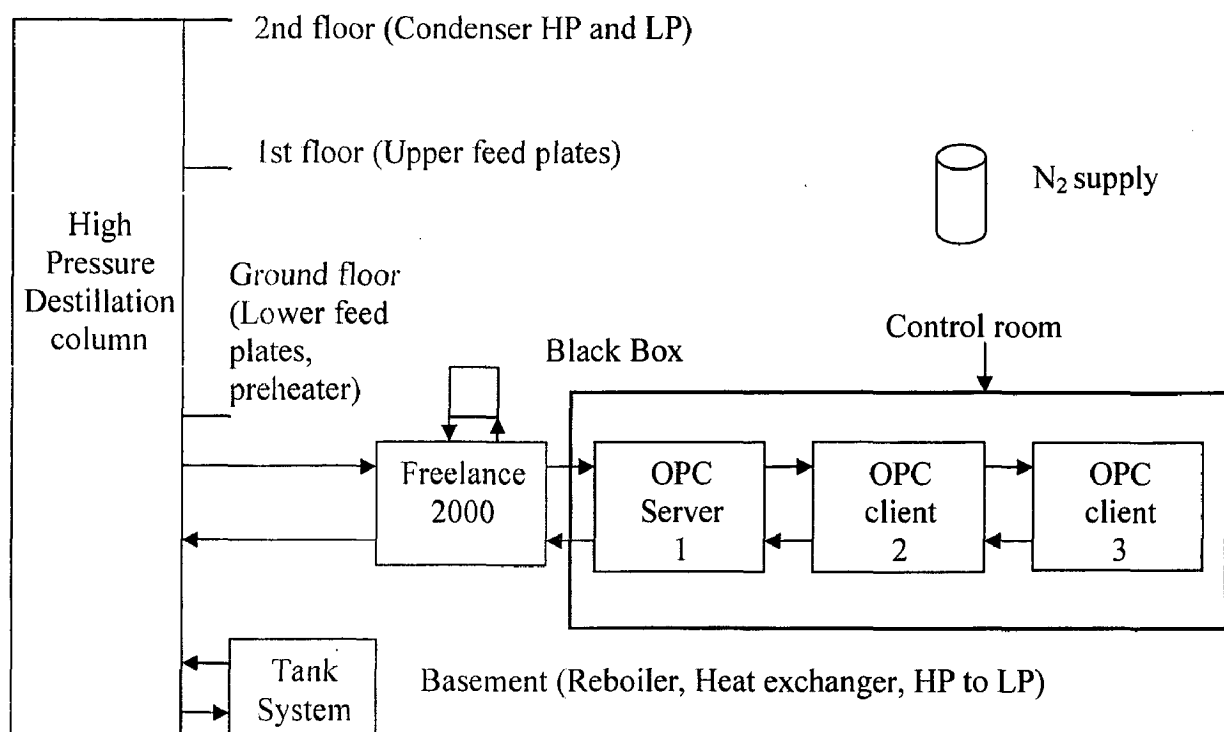 2nd floor (Condenser HP and LP)
1st floor (Upper feed plates)
N₂ supply
High
Pressure
Destillation
column
Ground floor
(Lower feed
plates,
preheater)
Black Box
Control room
Freelance
2000
OPC
Server
1
OPC
client
2
OPC
client
3
Tank
System
Basement (Reboiler, Heat exchanger, HP to LP)